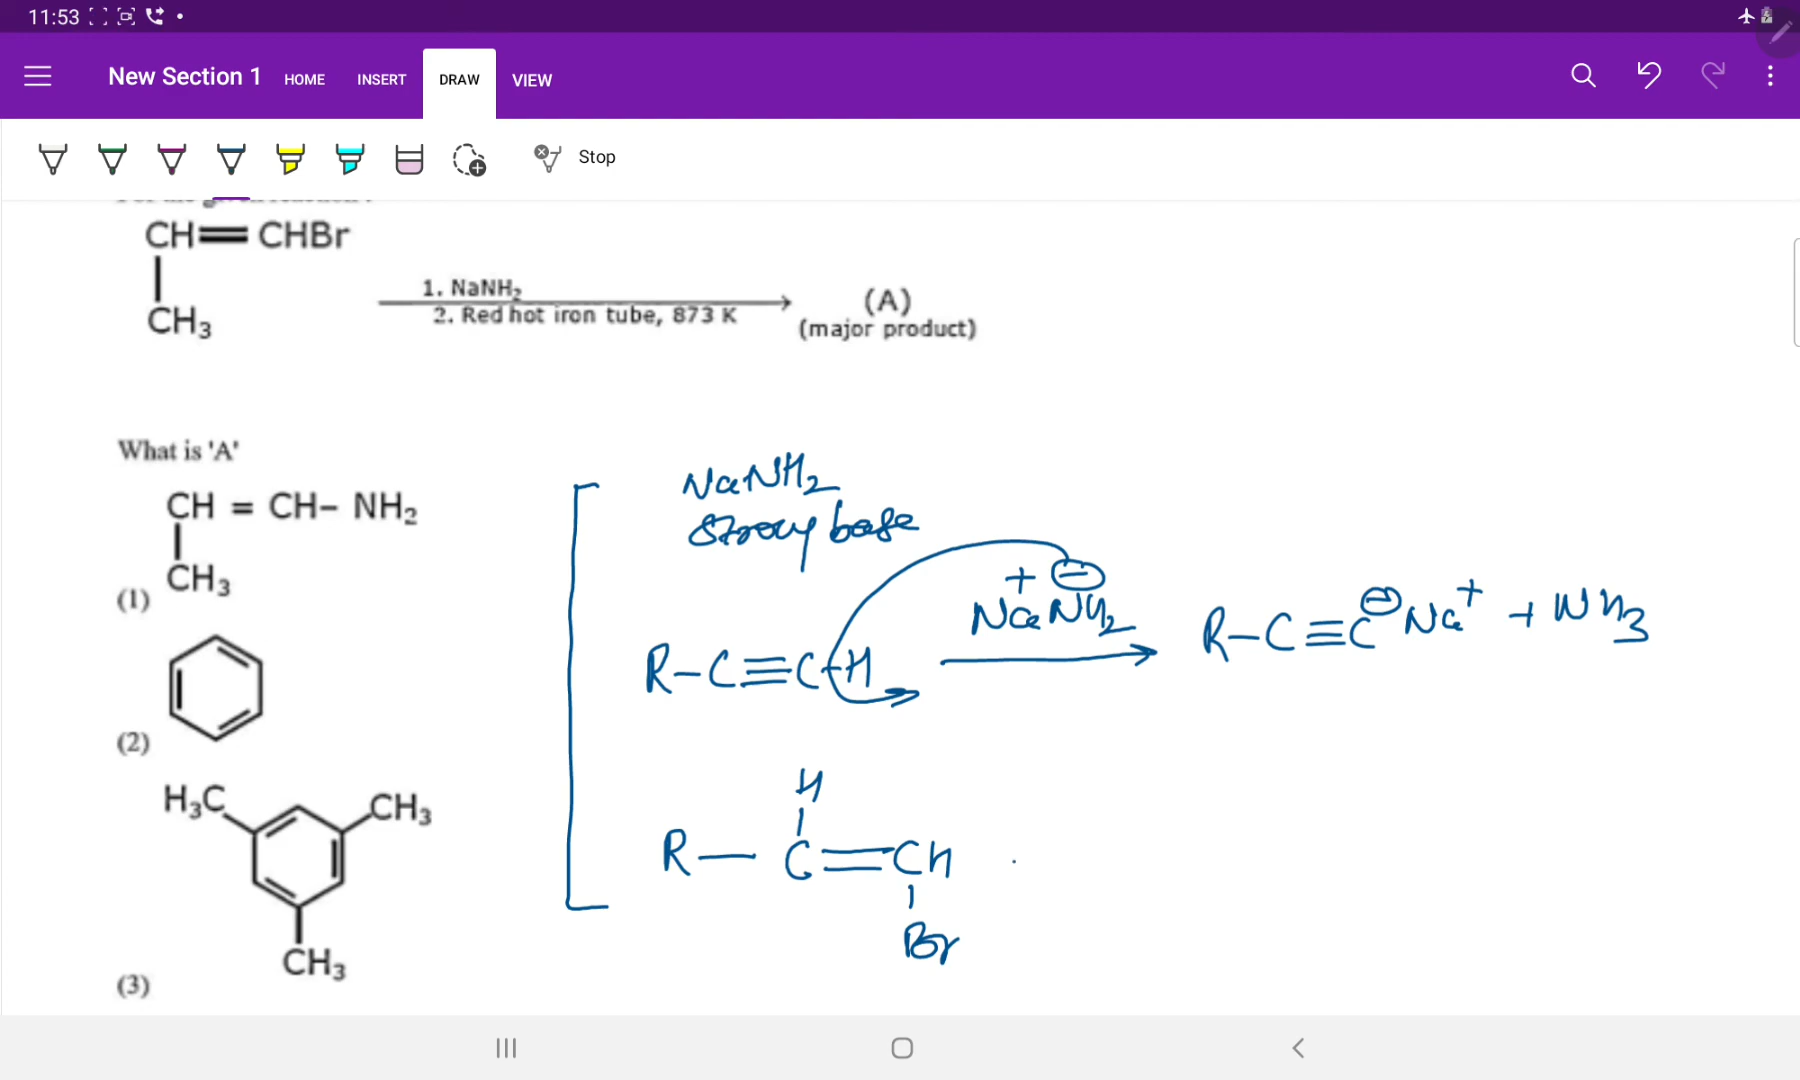 11:53
New Section 1 HOME INSERT DRAW VIEW
Stop
CH═CHBr
|
CH₃
1. NaNH₂
2. Red hot iron tube, 873 K
(A)
(major product)
What is 'A'
CH = CH– NH₂
|
CH₃
(1)
(2)
H₃C CH₃
CH₃
(3)
NaNH₂
strong base
R–C≡C–H
+ ⊖
NaNH₂
R–C≡C⊖Na⁺ + NH₃
H
|
R—C=CH
|
Br